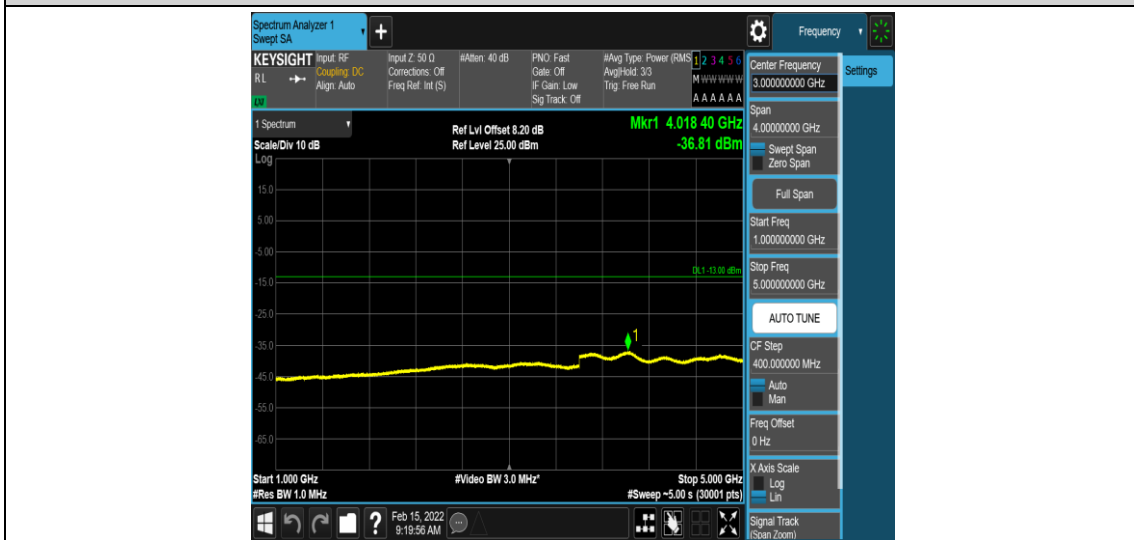 Spectrum Analyzer 1
Swept SA
+
Frequency
KEYSIGHT
RL
LXI
Input: RF
Coupling: DC
Align: Auto
Input Z: 50 Ω
Corrections: Off
Freq Ref: Int (S)
#Atten: 40 dB
PNO: Fast
Gate: Off
IF Gain: Low
Sig Track: Off
#Avg Type: Power (RMS
Avg|Hold: 3/3
Trig: Free Run
1 2 3 4 5 6
M W W W W W
A A A A A A
1 Spectrum
Scale/Div 10 dB
Ref Lvl Offset 8.20 dB
Ref Level 25.00 dBm
Mkr1 4.018 40 GHz
-36.81 dBm
Log
15.0
5.00
-5.00
-15.0
-25.0
-35.0
-45.0
-55.0
-65.0
DL1 -13.00 dBm
1
Start 1.000 GHz
#Res BW 1.0 MHz
#Video BW 3.0 MHz*
Stop 5.000 GHz
#Sweep ~5.00 s (30001 pts)
?
Feb 15, 2022
9:19:56 AM
Center Frequency
3.000000000 GHz
Settings
Span
4.00000000 GHz
Swept Span
Zero Span
Full Span
Start Freq
1.000000000 GHz
Stop Freq
5.000000000 GHz
AUTO TUNE
CF Step
400.000000 MHz
Auto
Man
Freq Offset
0 Hz
X Axis Scale
Log
Lin
Signal Track
(Span Zoom)